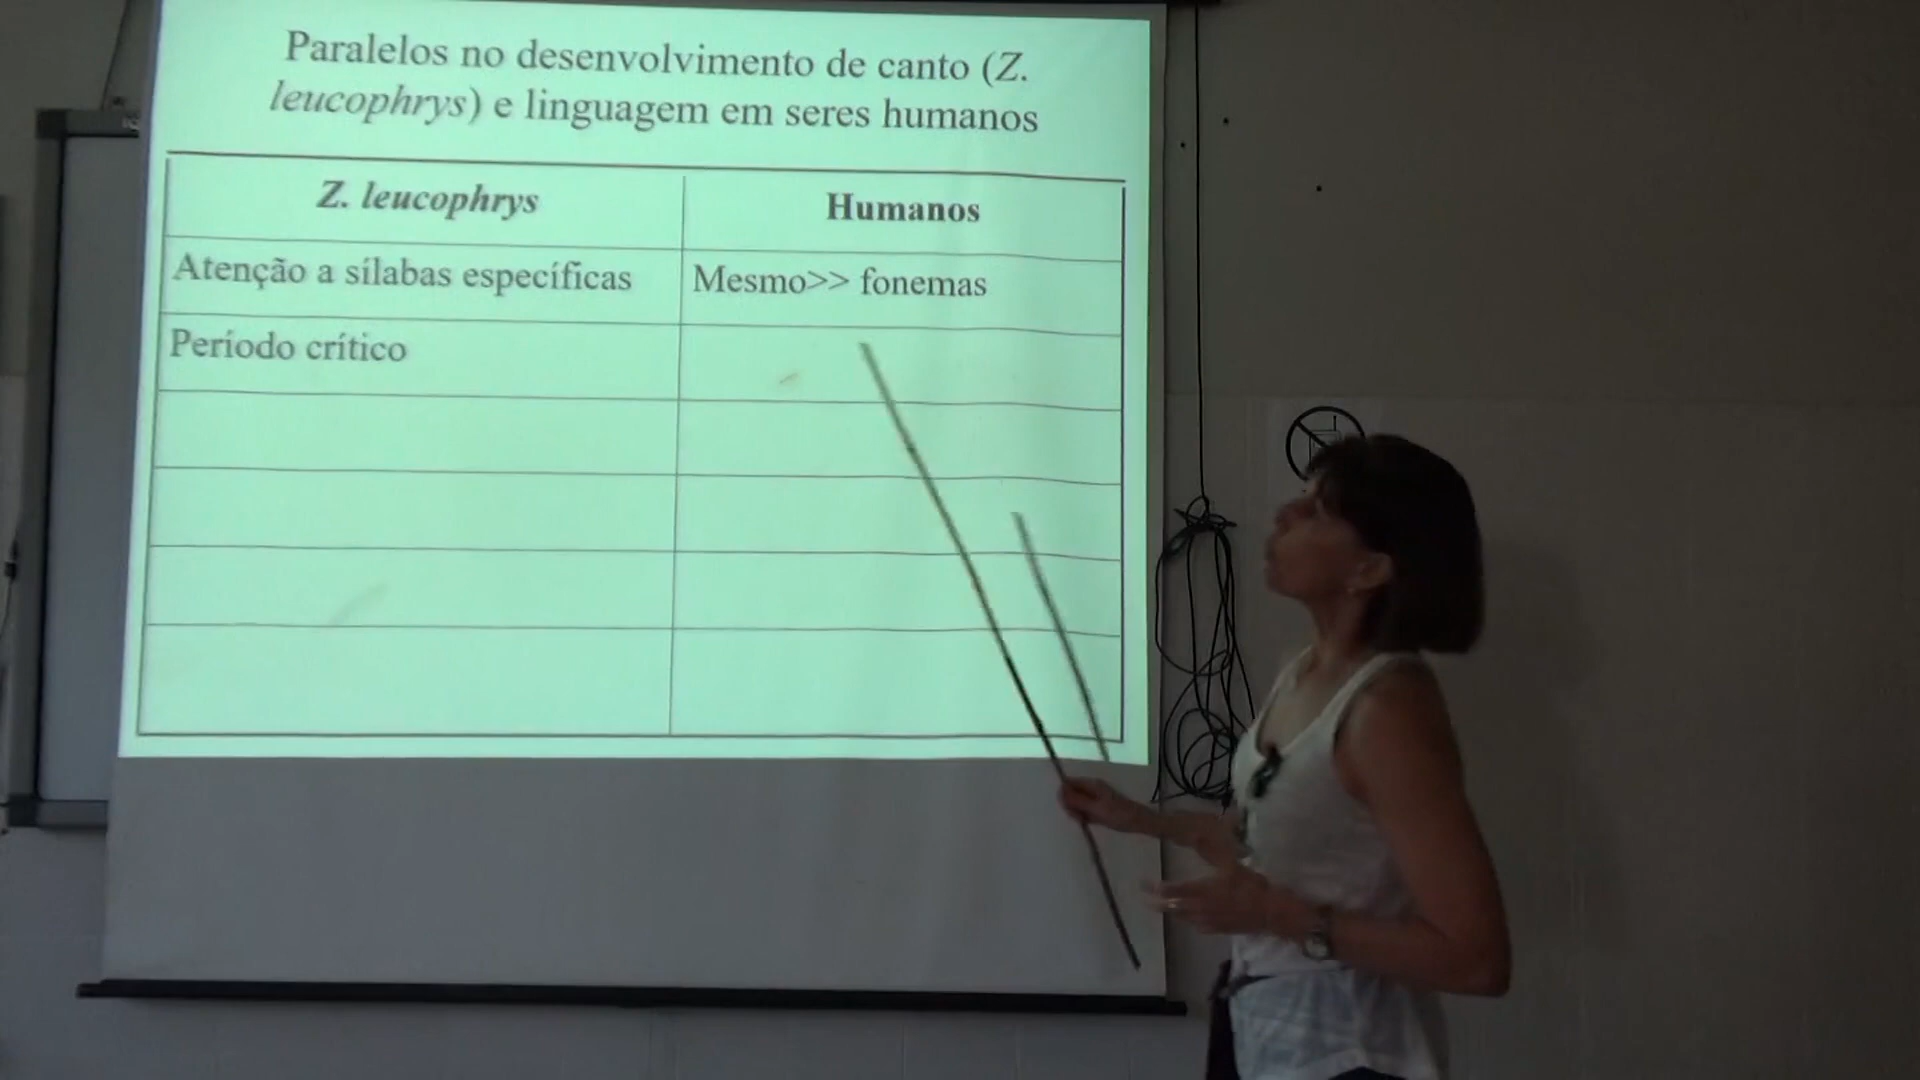 Paralelos no desenvolvimento de canto (Z.
leucophrys) e linguagem em seres humanos
Z. leucophrys
Humanos
Atenção a sílabas específicas
Mesmo>> fonemas
Período crítico